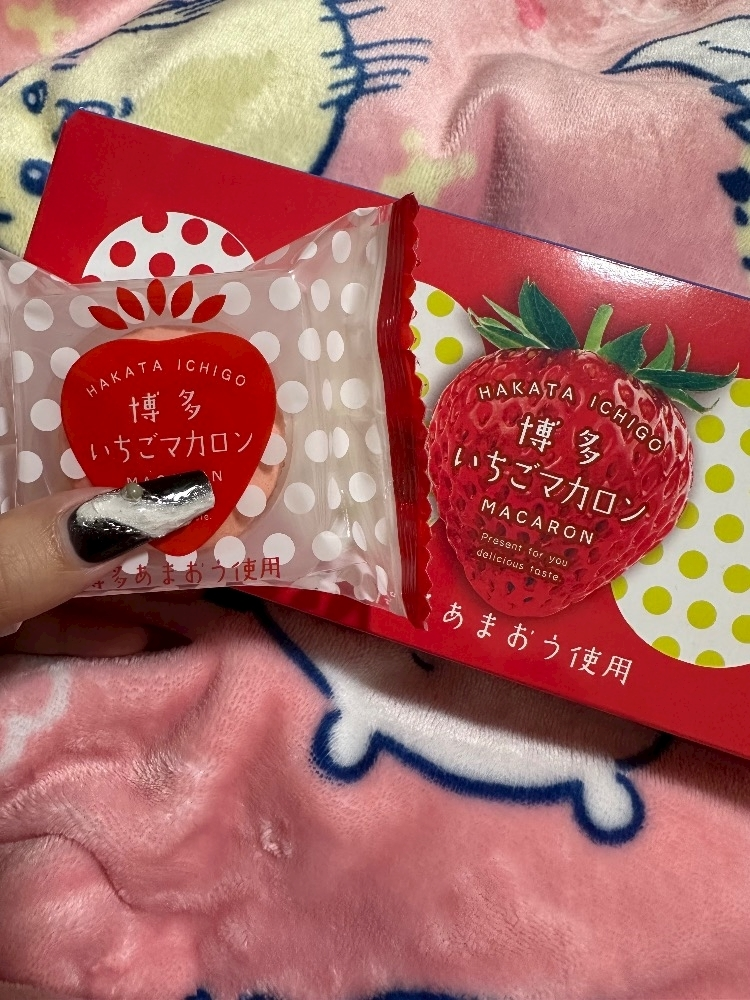 HAKATA ICHIGO
博多
いちごマカロン
博多あまおう使用
HAKATA ICHIGO
博多
いちごマカロン
MACARON
Present for you
delicious taste.
あまおう使用